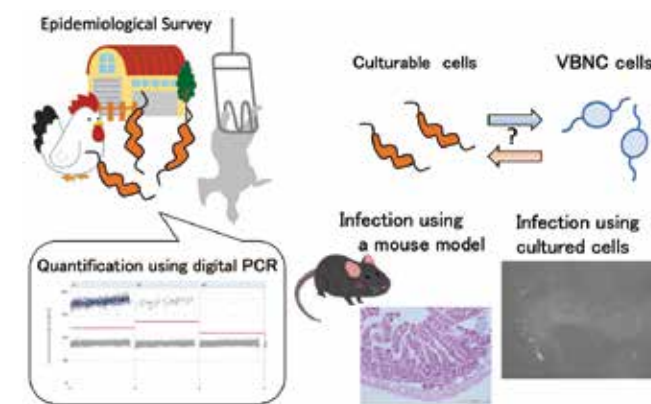 Epidemiological Survey
Culturable cells
VBNC cells
?
Quantification using digital PCR
Infection using
a mouse model
Infection using
cultured cells